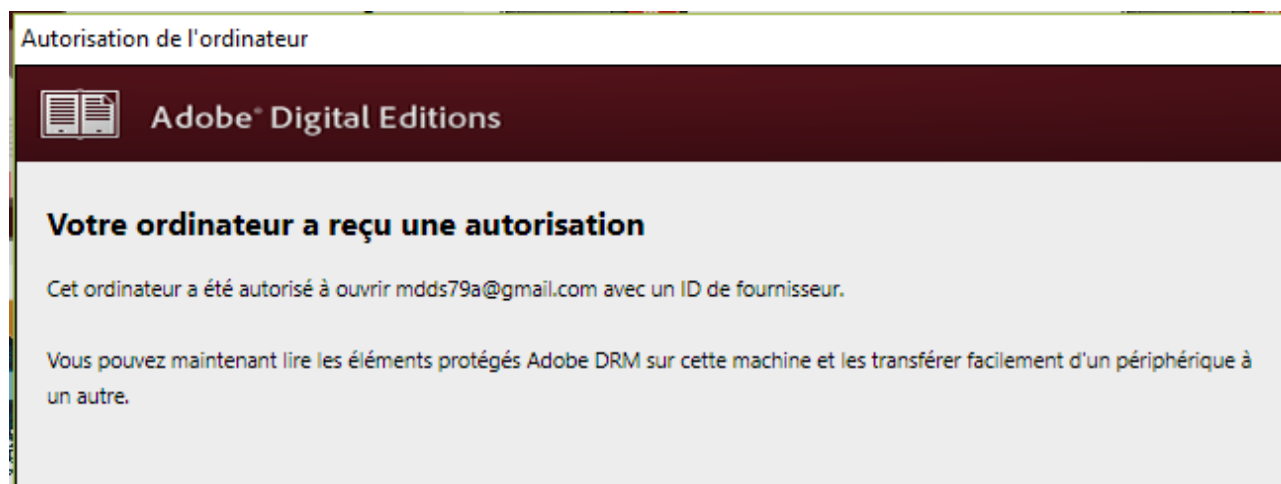 Autorisation de l'ordinateur
Adobe® Digital Editions
Votre ordinateur a reçu une autorisation
Cet ordinateur a été autorisé à ouvrir mdds79a@gmail.com avec un ID de fournisseur.
Vous pouvez maintenant lire les éléments protégés Adobe DRM sur cette machine et les transférer facilement d'un périphérique à
un autre.